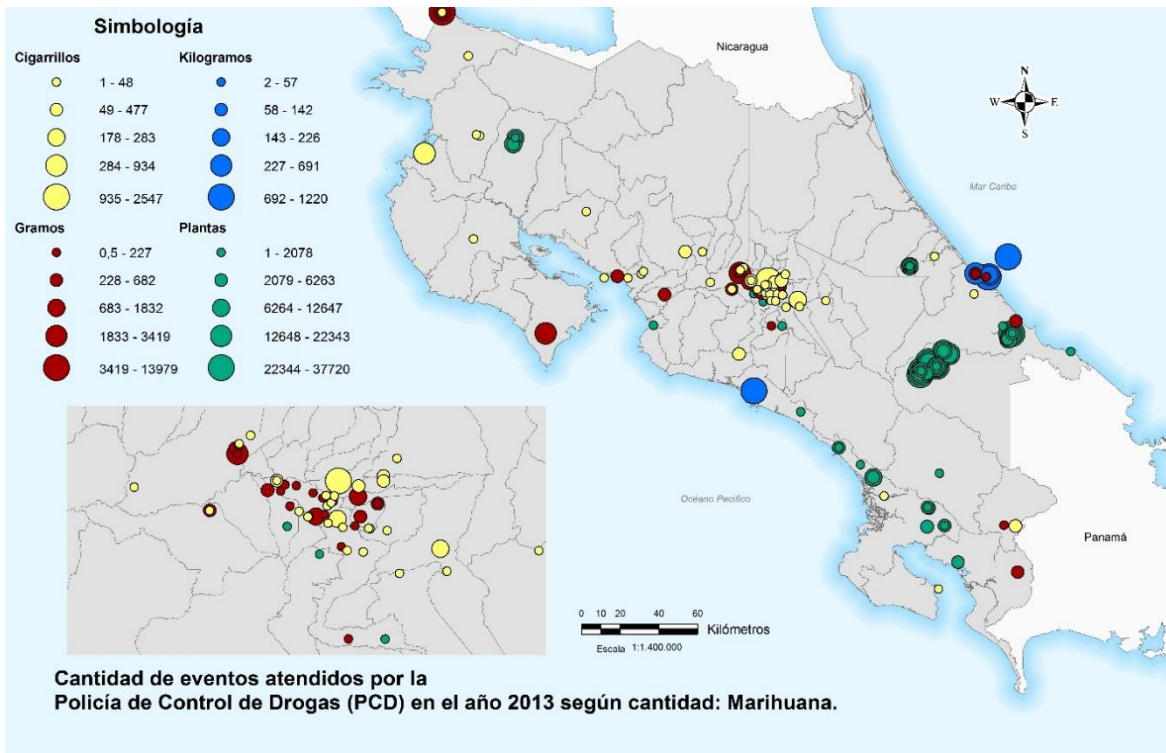 Simbología
Cigarrillos
1 - 48
49 - 477
178 - 283
284 - 934
935 - 2547
Kilogramos
2 - 57
58 - 142
143 - 226
227 - 691
692 - 1220
Gramos
0,5 - 227
228 - 682
683 - 1832
1833 - 3419
3419 - 13979
Plantas
1 - 2078
2079 - 6263
6264 - 12647
12648 - 22343
22344 - 37720
Nicaragua
N
W E
S
Mar Caribe
Océano Pacífico
Panamá
0 10 20 40 60
Kilómetros
Escala 1:1.400.000
Cantidad de eventos atendidos por la
Policía de Control de Drogas (PCD) en el año 2013 según cantidad: Marihuana.